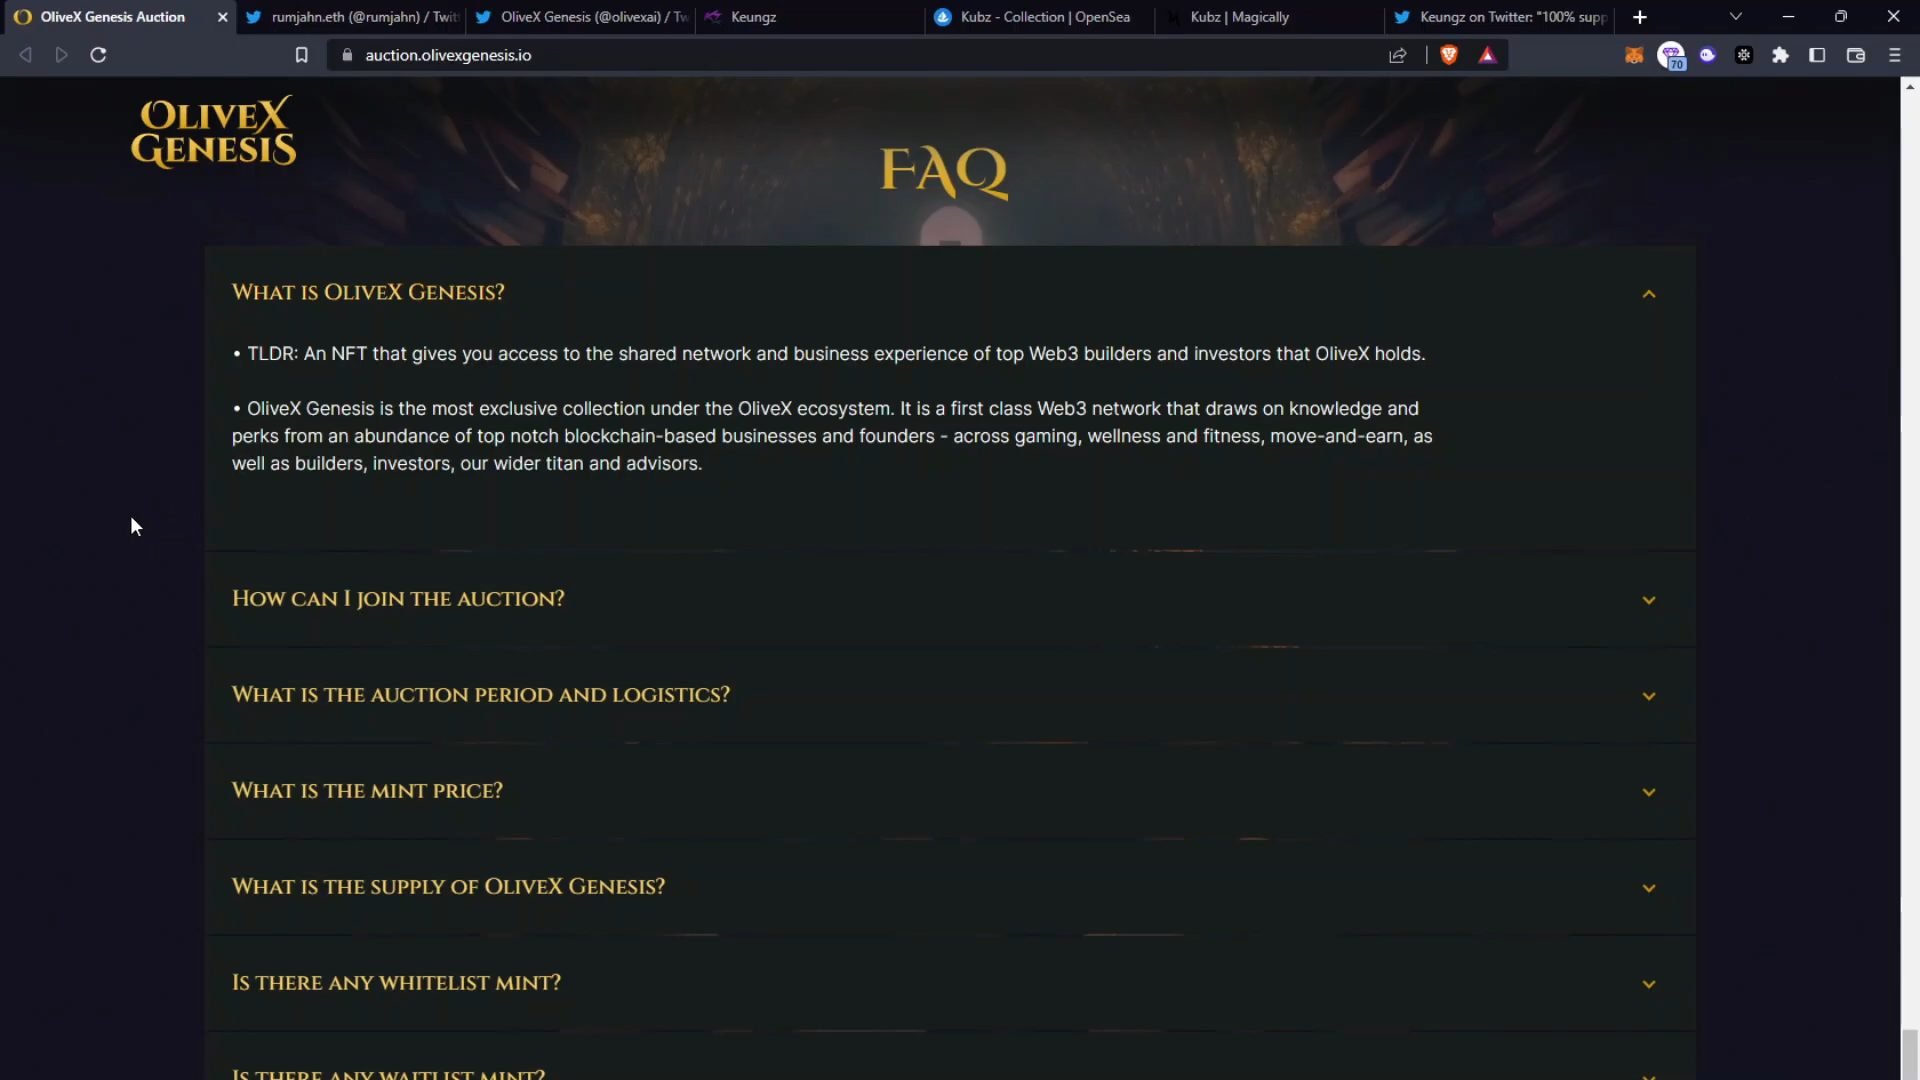 OliveX Genesis Auction
rumjahn.eth (@rumjahn) / Twitt
OliveX Genesis (@olivexai) / Tw
Keungz
Kubz - Collection | OpenSea
Kubz | Magically
Keungz on Twitter: "100% supp
auction.olivexgenesis.io
70
OLIVEX
GENESIS
FAQ
WHAT IS OLIVEX GENESIS?
• TLDR: An NFT that gives you access to the shared network and business experience of top Web3 builders and investors that OliveX holds.
• OliveX Genesis is the most exclusive collection under the OliveX ecosystem. It is a first class Web3 network that draws on knowledge and
perks from an abundance of top notch blockchain-based businesses and founders - across gaming, wellness and fitness, move-and-earn, as
well as builders, investors, our wider titan and advisors.
HOW CAN I JOIN THE AUCTION?
WHAT IS THE AUCTION PERIOD AND LOGISTICS?
WHAT IS THE MINT PRICE?
WHAT IS THE SUPPLY OF OLIVEX GENESIS?
IS THERE ANY WHITELIST MINT?
IS THERE ANY WAITLIST MINT?